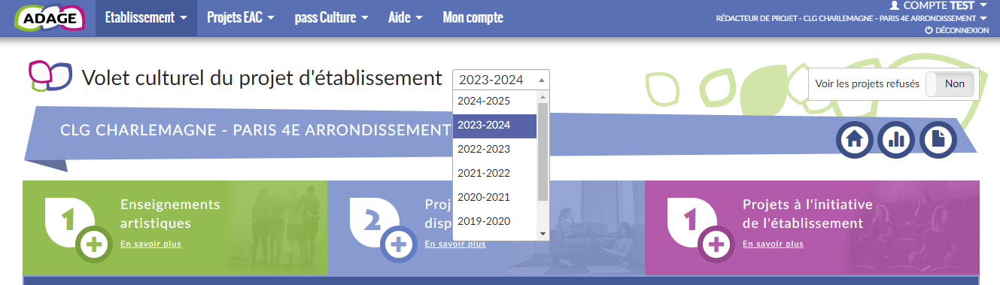 ADAGE
Etablissement
Projets EAC
pass Culture
Aide
Mon compte
COMPTE TEST
RÉDACTEUR DE PROJET - CLG CHARLEMAGNE - PARIS 4E ARRONDISSEMENT
DÉCONNEXION
Volet culturel du projet d'établissement
2023-2024
2024-2025
2023-2024
2022-2023
2021-2022
2020-2021
2019-2020
Voir les projets refusés
Non
CLG CHARLEMAGNE - PARIS 4E ARRONDISSEMENT
1
Enseignements
artistiques
En savoir plus
2
Proj
disp
En savoir plus
1
Projets à l'initiative
de l'établissement
En savoir plus